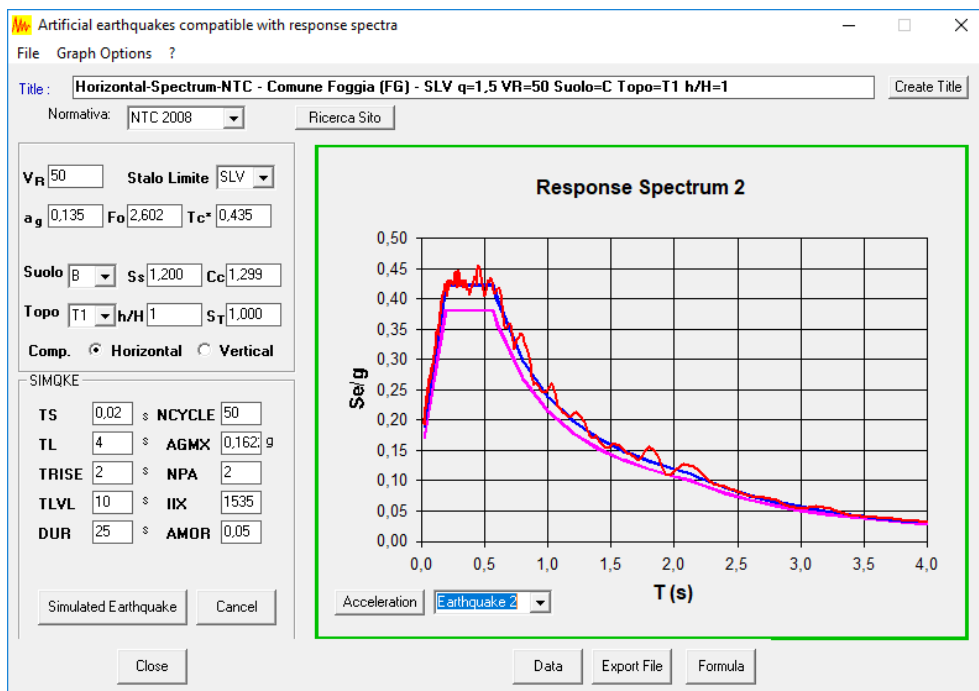 Artificial earthquakes compatible with response spectra
File Graph Options ?
Title : Horizontal-Spectrum-NTC - Comune Foggia (FG) - SLV q=1,5 VR=50 Suolo=C Topo=T1 h/H=1 Create Title
Normativa: NTC 2008 Ricerca Sito
VR 50 Stalo Limite SLV
ag 0,135 Fo 2,602 Tc* 0,435
Suolo B Ss 1,200 Cc 1,299
Topo T1 h/H 1 ST 1,000
Comp. Horizontal Vertical
SIMQKE
TS 0,02 s NCYCLE 50
TL 4 s AGMX 0,162 g
TRISE 2 s NPA 2
TLVL 10 s IIX 1535
DUR 25 s AMOR 0,05
Simulated Earthquake Cancel
Close
Response Spectrum 2
Se/g
0,50
0,45
0,40
0,35
0,30
0,25
0,20
0,15
0,10
0,05
0,00
0,0 0,5 1,0 1,5 2,0 2,5 3,0 3,5 4,0
T (s)
Acceleration Earthquake 2
Data Export File Formula